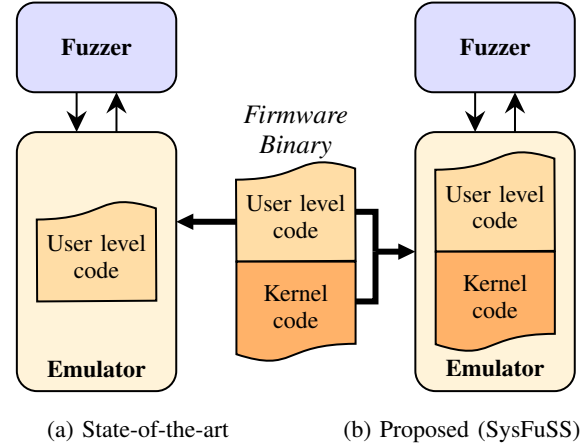 Fuzzer
Fuzzer
Firmware
Binary
User level
code
User level
code
User level
code
Kernel
code
Kernel
code
Emulator
Emulator
(a) State-of-the-art
(b) Proposed (SysFuSS)